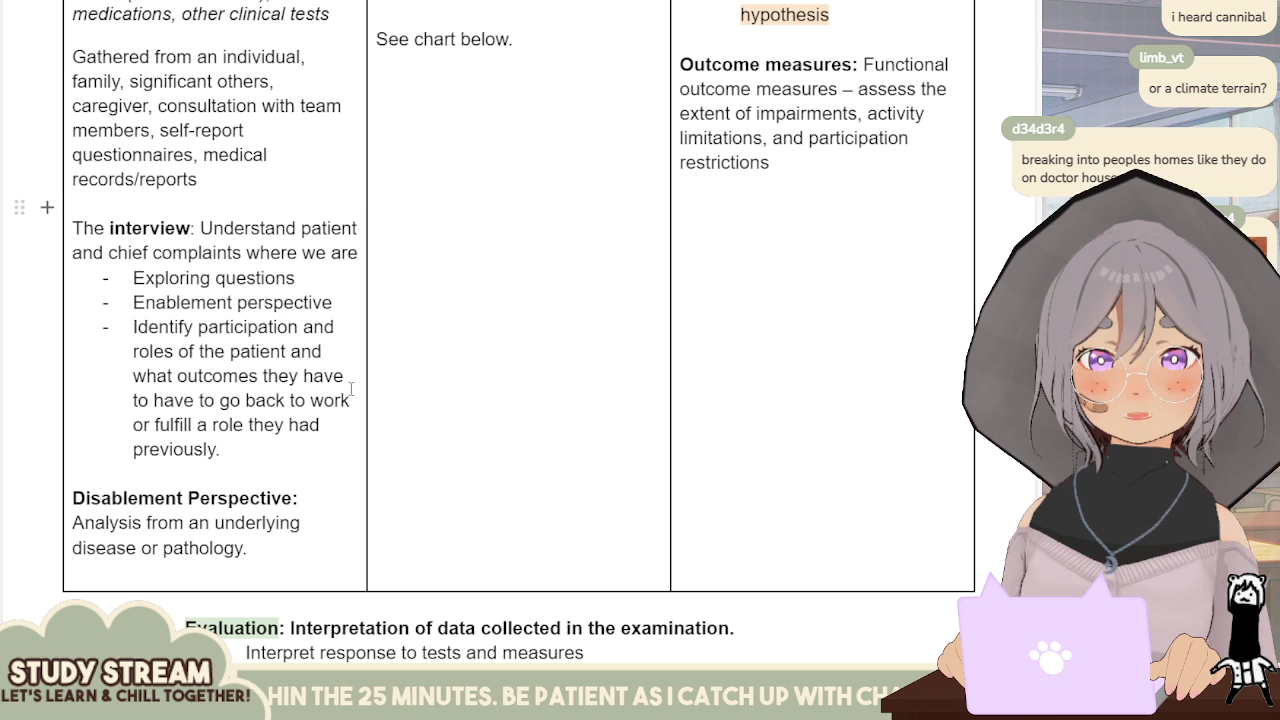 medications, other clinical tests
Gathered from an individual,
family, significant others,
caregiver, consultation with team
members, self-report
questionnaires, medical
records/reports
The interview: Understand patient
and chief complaints where we are
- Exploring questions
- Enablement perspective
- Identify participation and
roles of the patient and
what outcomes they have
to have to go back to work
or fulfill a role they had
previously.
Disablement Perspective:
Analysis from an underlying
disease or pathology.
See chart below.
hypothesis
Outcome measures: Functional
outcome measures – assess the
extent of impairments, activity
limitations, and participation
restrictions
Evaluation: Interpretation of data collected in the examination.
Interpret response to tests and measures
i heard cannibal
limb_vt
or a climate terrain?
d34d3r4
breaking into peoples homes like they do
on doctor house
STUDY STREAM
LET'S LEARN & CHILL TOGETHER!
THE 25 MINUTES. BE PATIENT AS I CATCH UP WITH